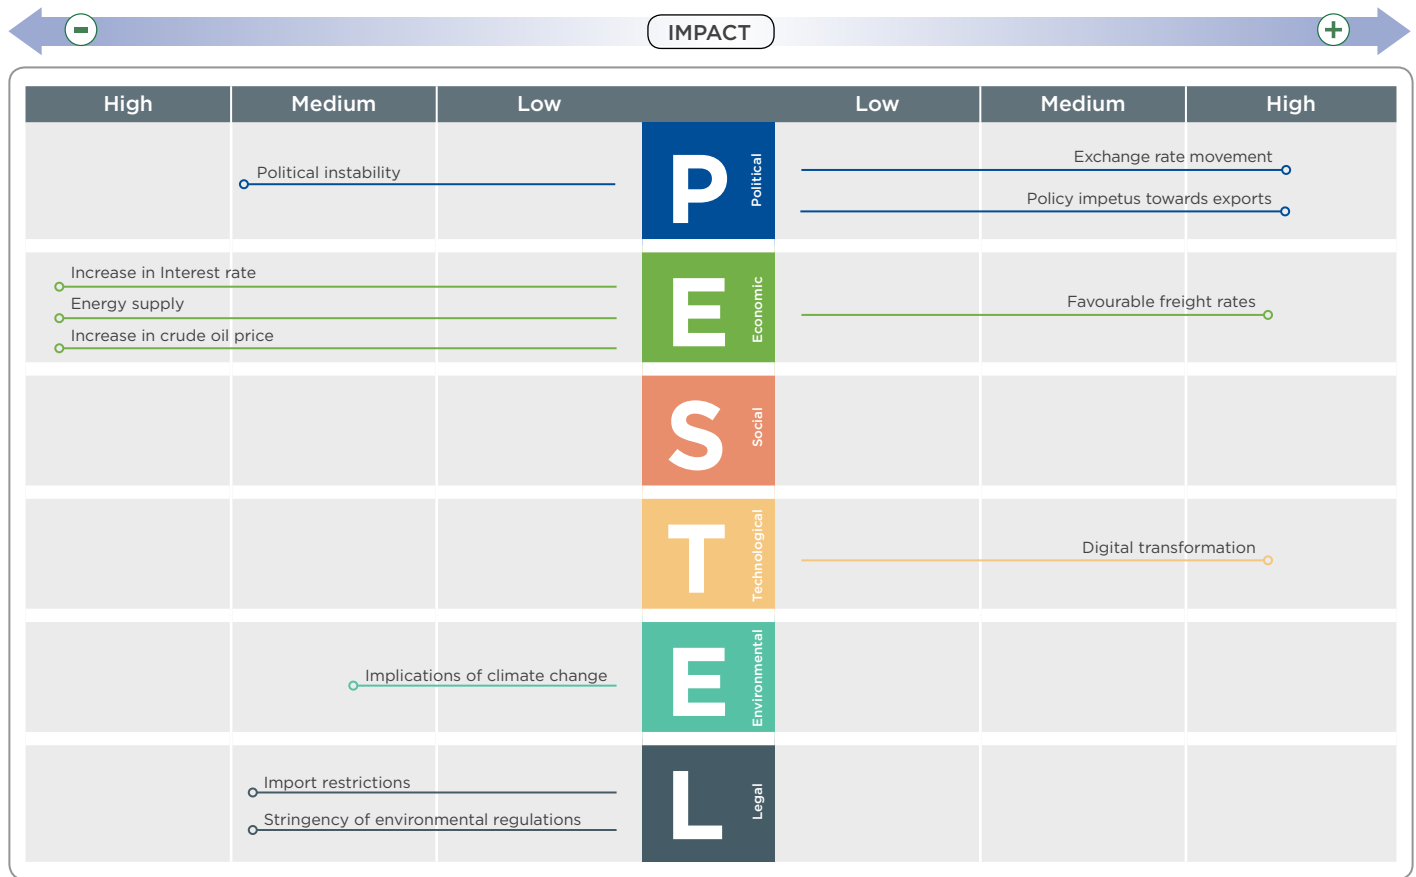 IMPACT
High Medium Low Low Medium High
Political instability
P
Political
Exchange rate movement
Policy impetus towards exports
Increase in Interest rate
Energy supply
Increase in crude oil price
E
Economic
Favourable freight rates
S
Social
T
Technological
Digital transformation
Implications of climate change
E
Environmental
Import restrictions
Stringency of environmental regulations
L
Legal